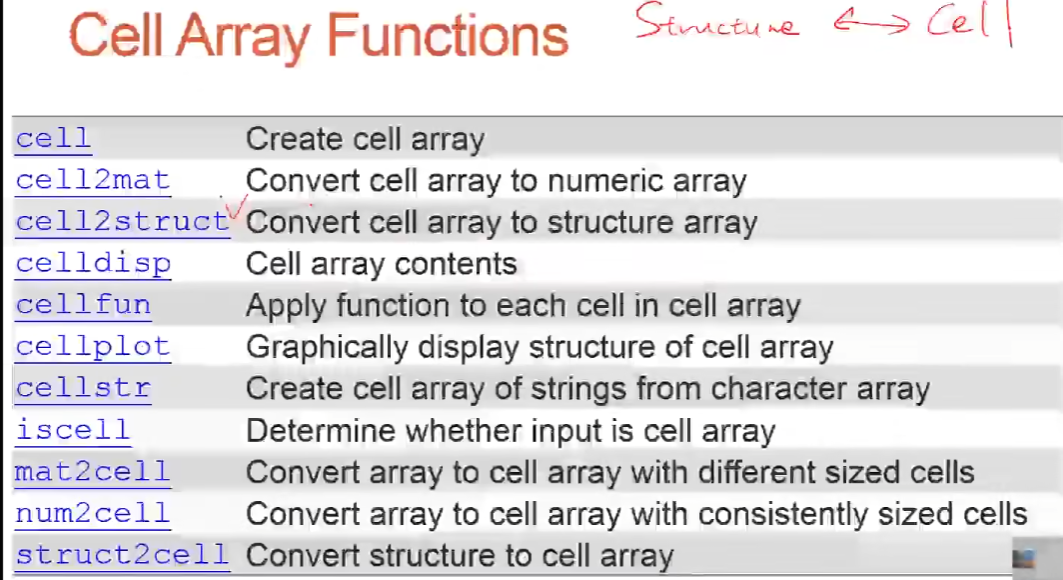 Cell Array Functions
Structure <-> Cell
cell Create cell array
cell2mat Convert cell array to numeric array
cell2struct Convert cell array to structure array
celldisp Cell array contents
cellfun Apply function to each cell in cell array
cellplot Graphically display structure of cell array
cellstr Create cell array of strings from character array
iscell Determine whether input is cell array
mat2cell Convert array to cell array with different sized cells
num2cell Convert array to cell array with consistently sized cells
struct2cell Convert structure to cell array